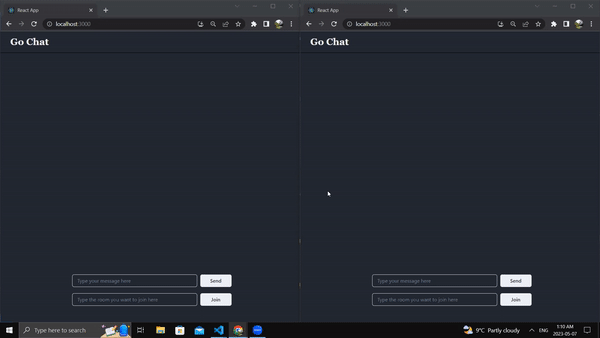 React App
React App
localhost:3000
localhost:3000
Go Chat
Go Chat
Type your message here
Send
Type your message here
Send
Type the room you want to join here
Join
Type the room you want to join here
Join
Type here to search
9°C Partly cloudy
ENG
1:10 AM
2023-05-07